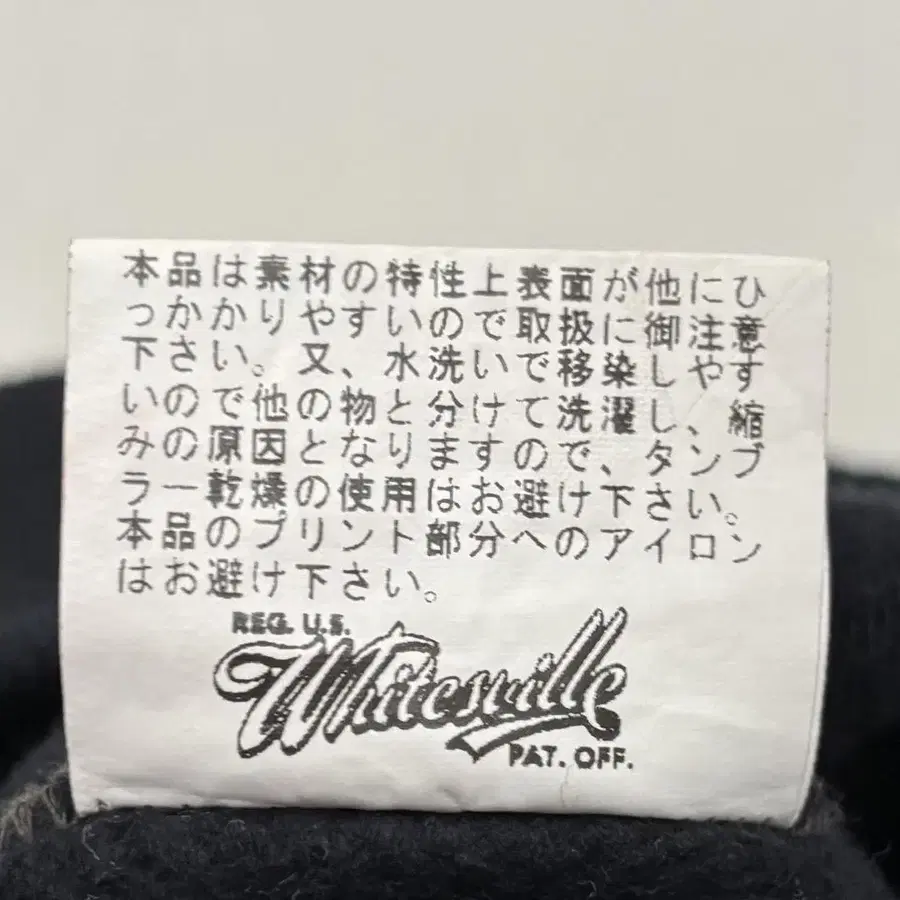 本品は素材の特性上表面が他にひ
っかかりやすいので取扱に御注意
下さい。又、水洗いで移染しやす
いので他の物と分けて洗濯し、縮
みの原因となりますので、タンブ
ラー乾燥の使用はお避け下さい。
本品のプリント部分へのアイロン
はお避け下さい。
REG. U.S.
Whitesville
PAT. OFF.